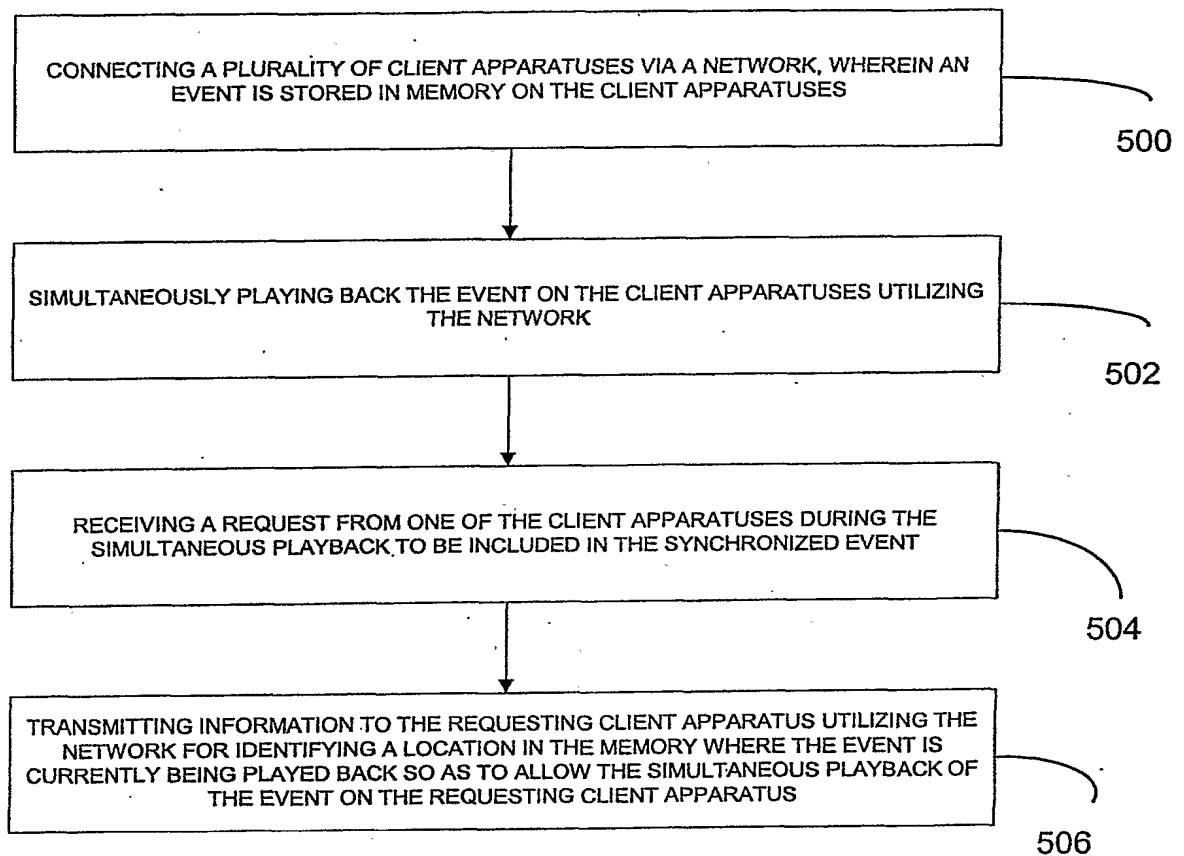 CONNECTING A PLURALITY OF CLIENT APPARATUSES VIA A NETWORK, WHEREIN AN
EVENT IS STORED IN MEMORY ON THE CLIENT APPARATUSES
500
SIMULTANEOUSLY PLAYING BACK THE EVENT ON THE CLIENT APPARATUSES UTILIZING
THE NETWORK
502
RECEIVING A REQUEST FROM ONE OF THE CLIENT APPARATUSES DURING THE
SIMULTANEOUS PLAYBACK TO BE INCLUDED IN THE SYNCHRONIZED EVENT
504
TRANSMITTING INFORMATION TO THE REQUESTING CLIENT APPARATUS UTILIZING THE
NETWORK FOR IDENTIFYING A LOCATION IN THE MEMORY WHERE THE EVENT IS
CURRENTLY BEING PLAYED BACK SO AS TO ALLOW THE SIMULTANEOUS PLAYBACK OF
THE EVENT ON THE REQUESTING CLIENT APPARATUS
506